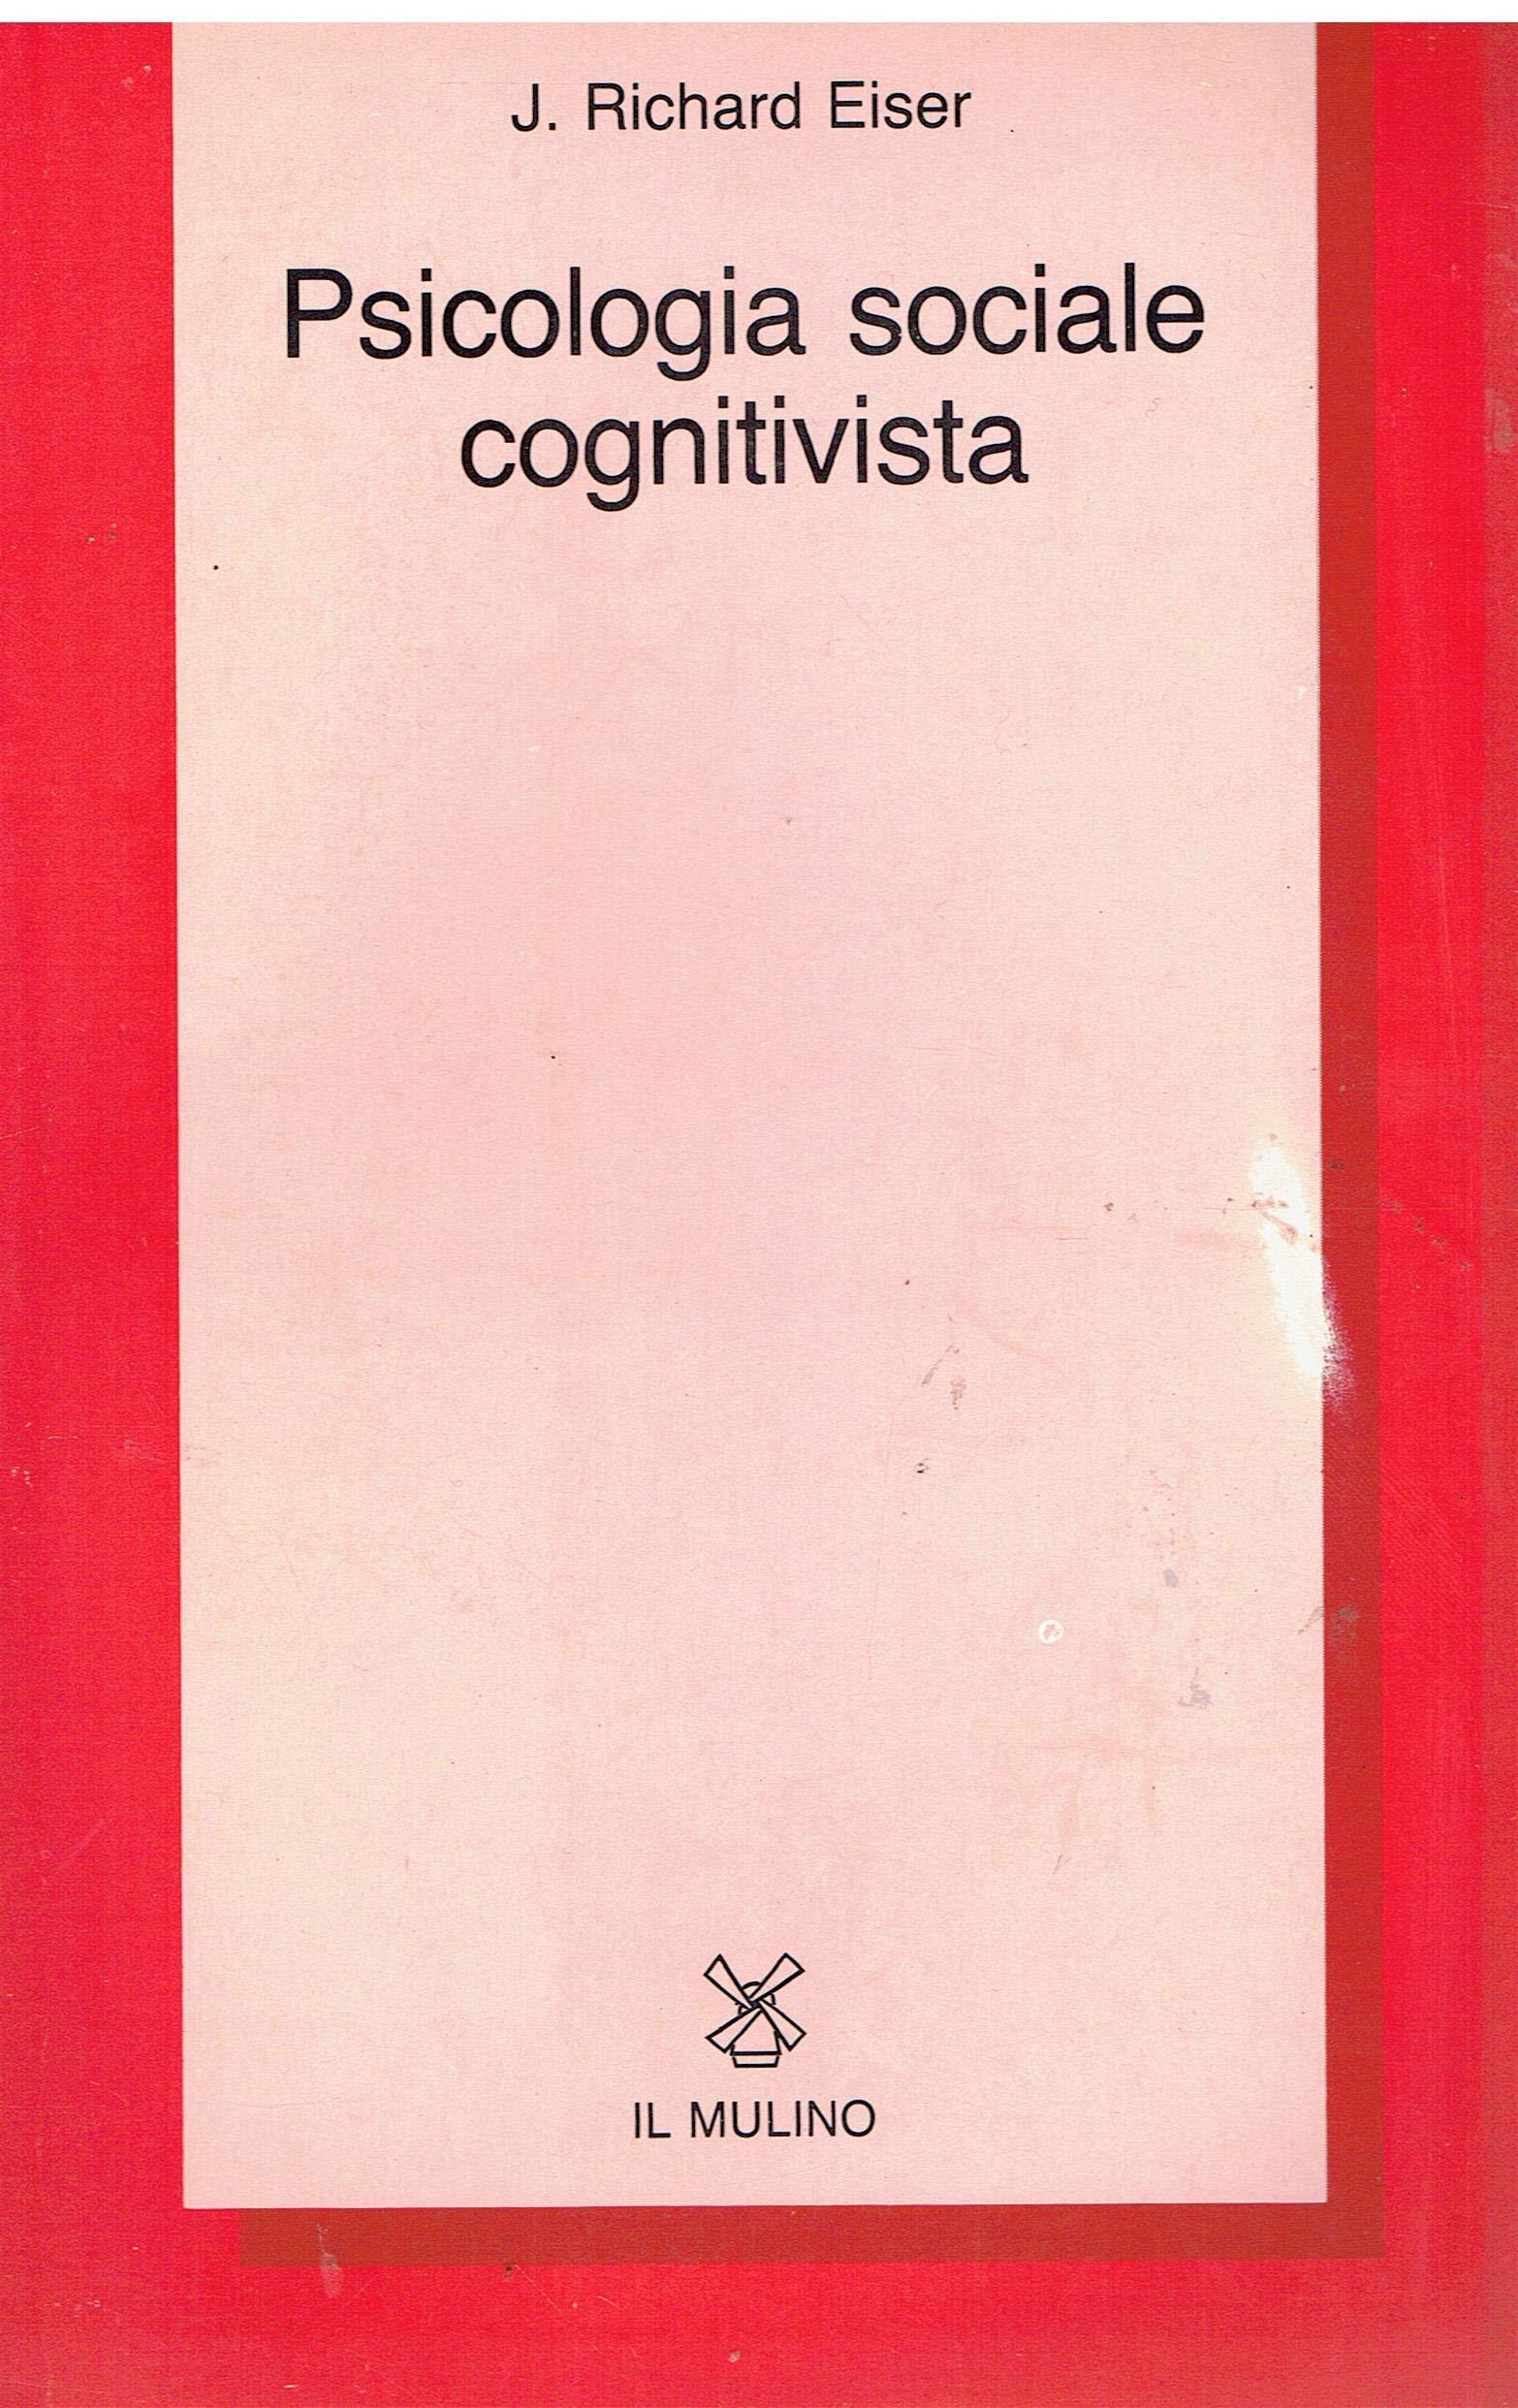 J. Richard Eiser
Psicologia sociale
cognitivista
IL MULINO